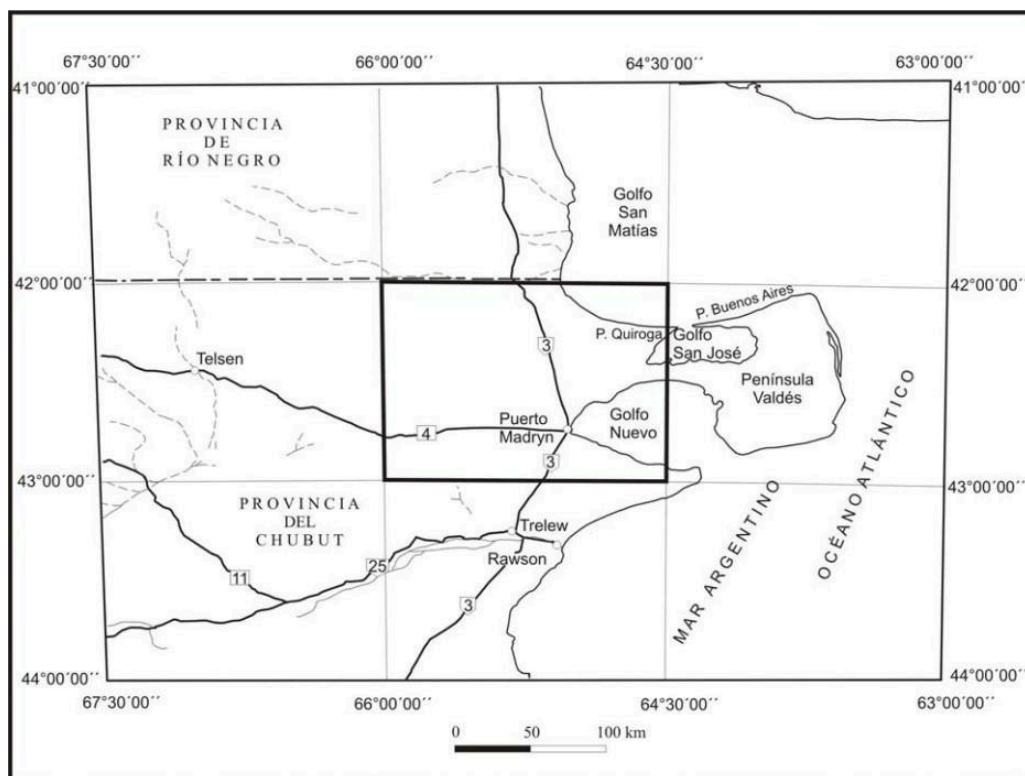 67°30´00´´
66°00´00´´
64°30´00´´
63°00´00´´
41°00´00´´
41°00´00´´
PROVINCIA
DE
RÍO NEGRO
Golfo
San
Matías
42°00´00´´
42°00´00´´
P. Buenos Aires
P. Quiroga
Golfo
San José
3
Telsen
Península
Valdés
Puerto
Madryn
Golfo
Nuevo
4
3
43°00´00´´
43°00´00´´
PROVINCIA
DEL
CHUBUT
Trelew
Rawson
25
11
3
MAR ARGENTINO
OCÉANO ATLÁNTICO
44°00´00´´
44°00´00´´
67°30´00´´
66°00´00´´
64°30´00´´
63°00´00´´
0 50 100 km